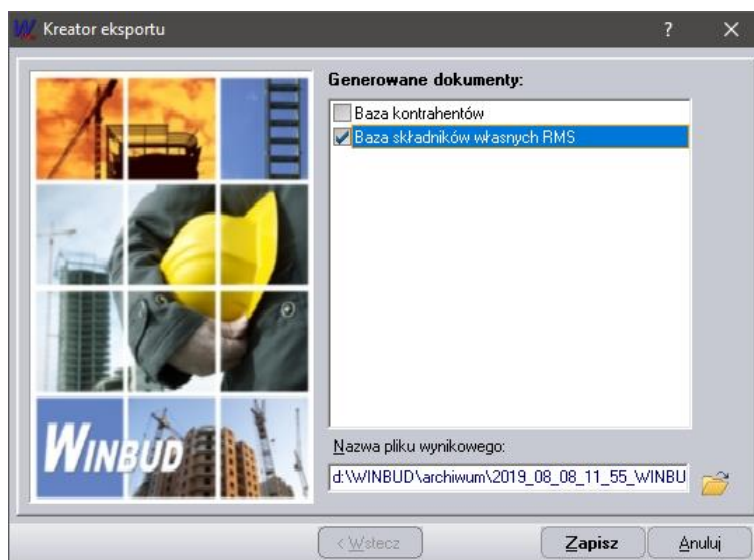 Kreator eksportu
Generowane dokumenty:
Baza kontrahentów
Baza składników własnych RMS
WINBUD
Nazwa pliku wynikowego:
d:\WINBUD\archiwum\2019_08_08_11_55_WINBU
< Wstecz
Zapisz
Anuluj